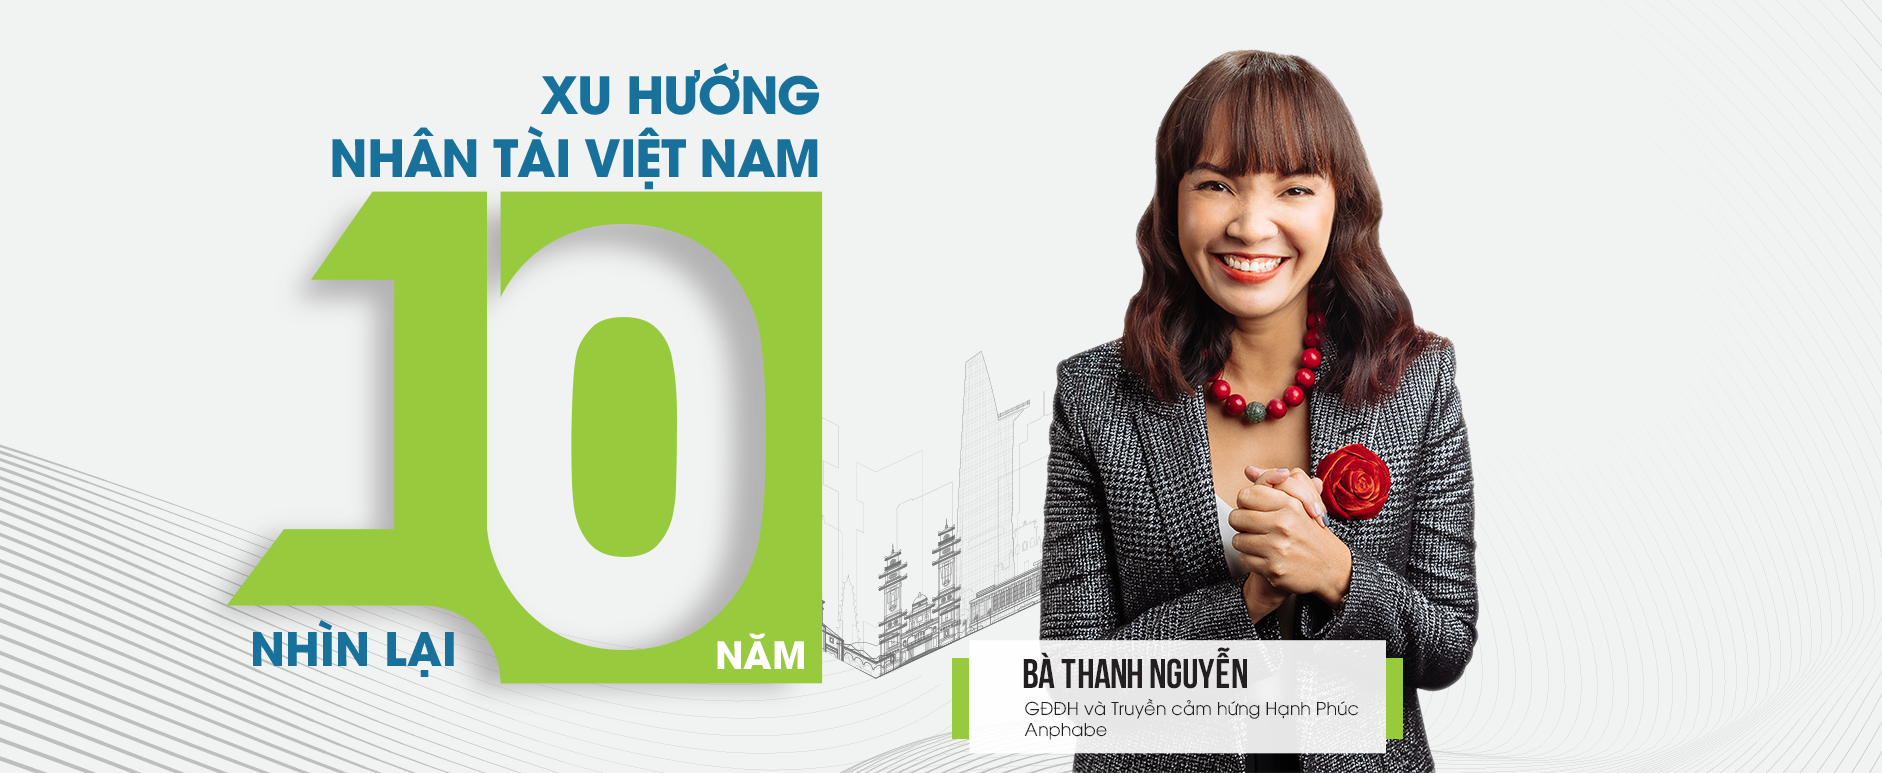 XU HƯỚNG
NHÂN TÀI VIỆT NAM
10
NHÌN LẠI
NĂM
BÀ THANH NGUYỄN
GĐĐH và Truyền cảm hứng Hạnh Phúc
Anphabe